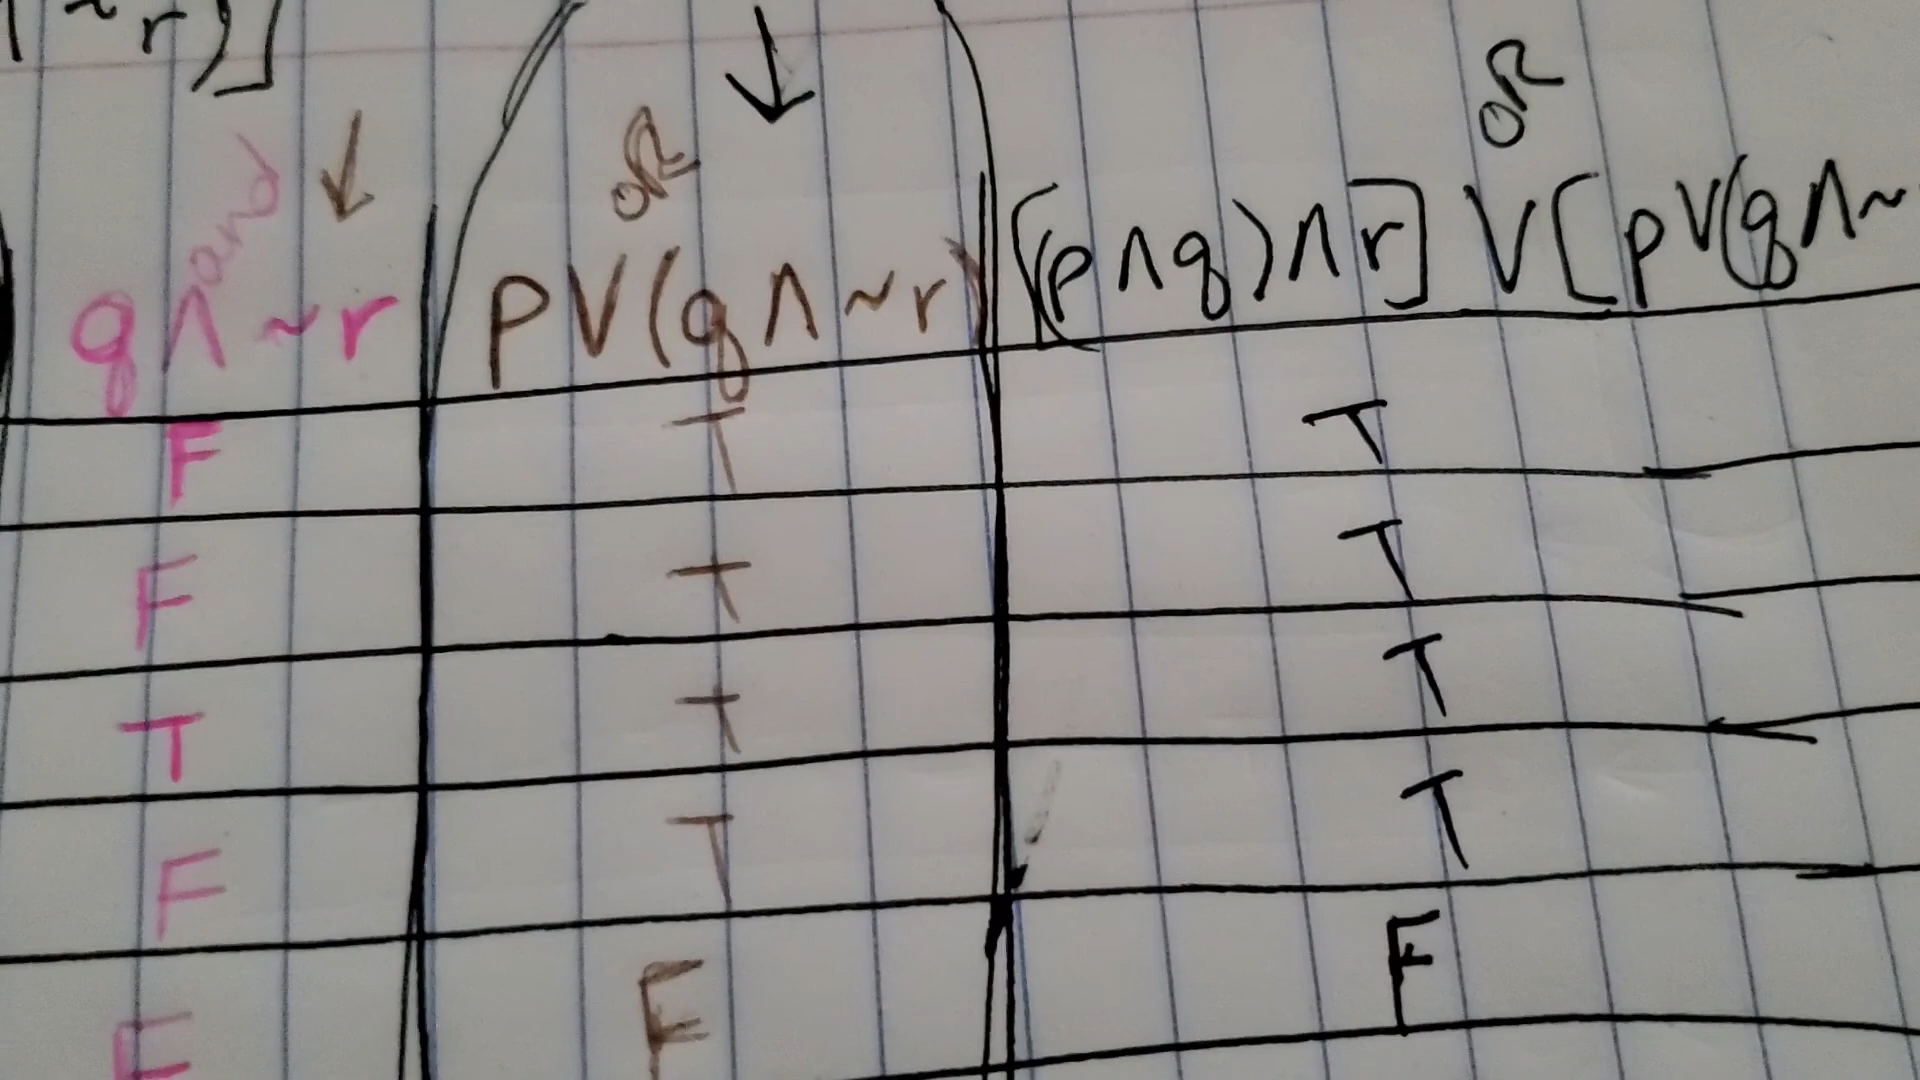 ~r)]
and OR OR
q∧~r p∨(q∧~r) [(p∧q)∧r]∨[p∨(q∧~
F T T
F T T
T T T
F T T
F F F